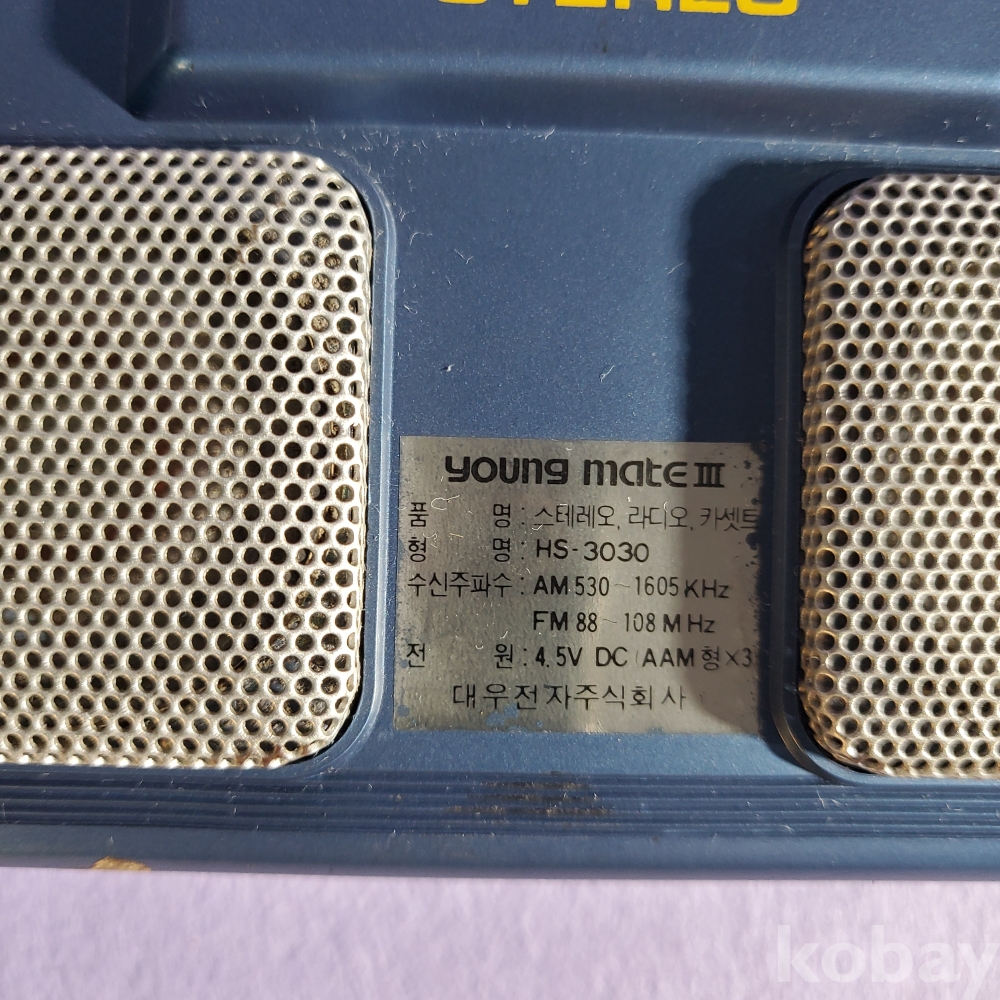 STEREO
young mate III
품 명 : 스테레오, 라디오, 카셋트
형 명 : HS-3030
수신주파수 : AM 530~1605 KHz
FM 88~108 MHz
전 원 : 4.5V DC (AAM 형×3
대우전자주식회사
kobay